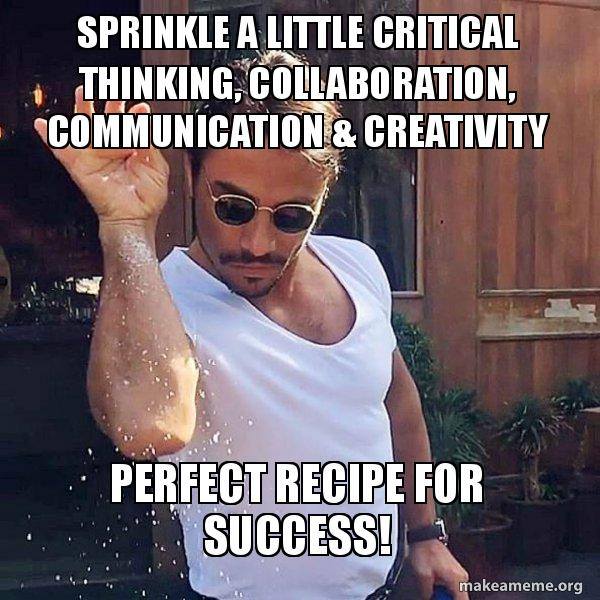 SPRINKLE A LITTLE CRITICAL
THINKING, COLLABORATION,
COMMUNICATION & CREATIVITY
PERFECT RECIPE FOR
SUCCESS!
makeameme.org